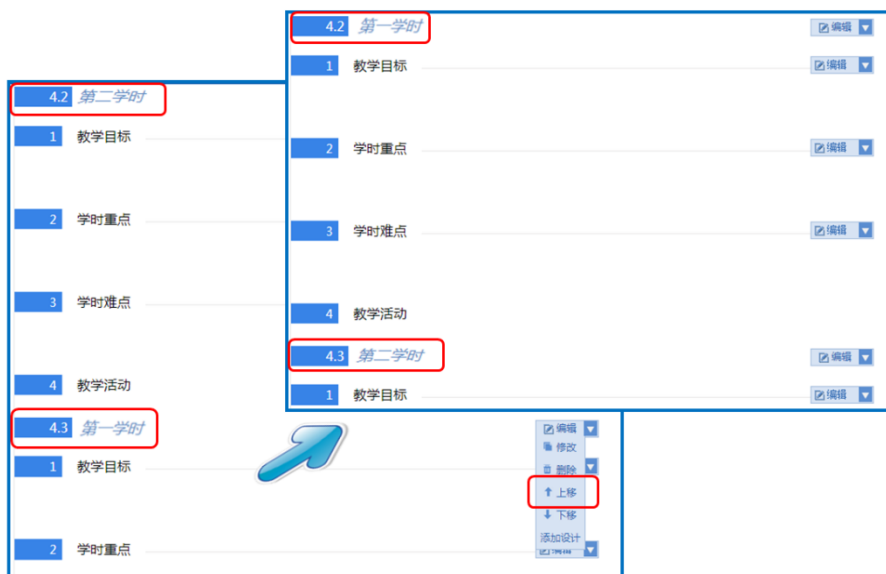 4.2 第一学时 编辑
1 教学目标 编辑
2 学时重点 编辑
3 学时难点 编辑
4 教学活动
4.3 第二学时 编辑
1 教学目标 编辑
4.2 第二学时
1 教学目标
2 学时重点
3 学时难点
4 教学活动
4.3 第一学时 编辑
修改
1 教学目标
删除
上移
下移
添加设计
2 学时重点 编辑